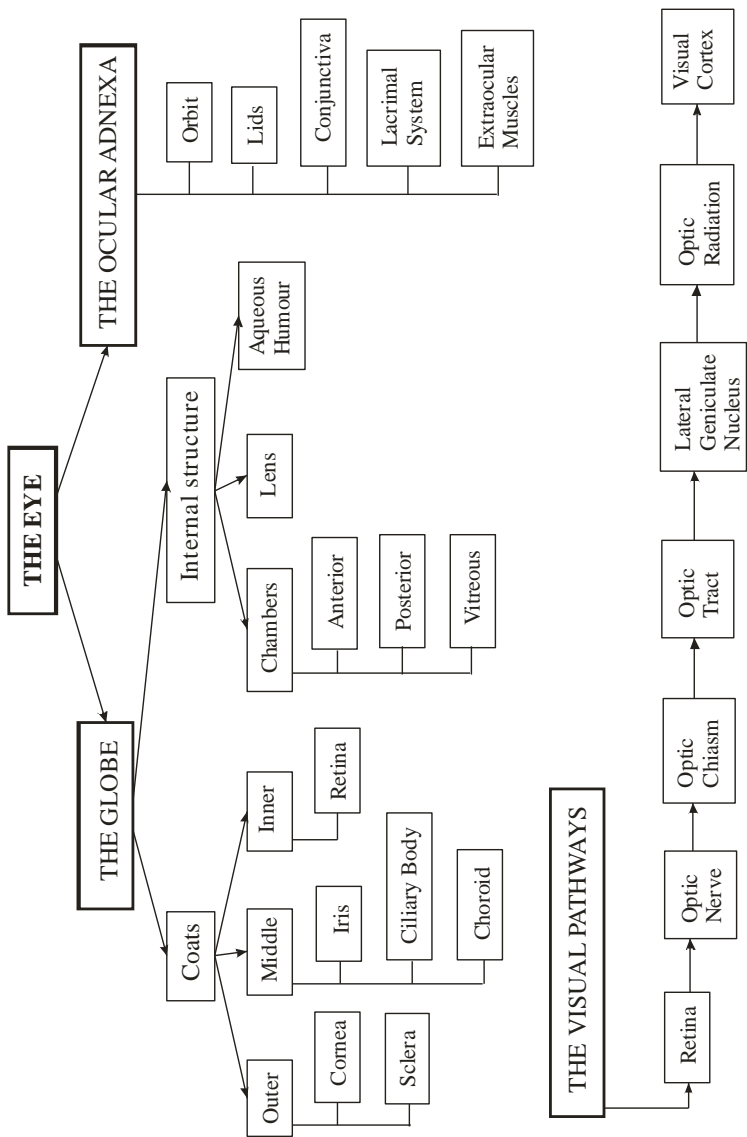 THE EYE
THE GLOBE
THE OCULAR ADNEXA
Coats
Internal structure
Outer
Middle
Inner
Chambers
Lens
Aqueous
Humour
Cornea
Sclera
Iris
Ciliary Body
Choroid
Retina
Anterior
Posterior
Vitreous
Orbit
Lids
Conjunctiva
Lacrimal
System
Extraocular
Muscles
THE VISUAL PATHWAYS
Retina
Optic
Nerve
Optic
Chiasm
Optic
Tract
Lateral
Geniculate
Nucleus
Optic
Radiation
Visual
Cortex